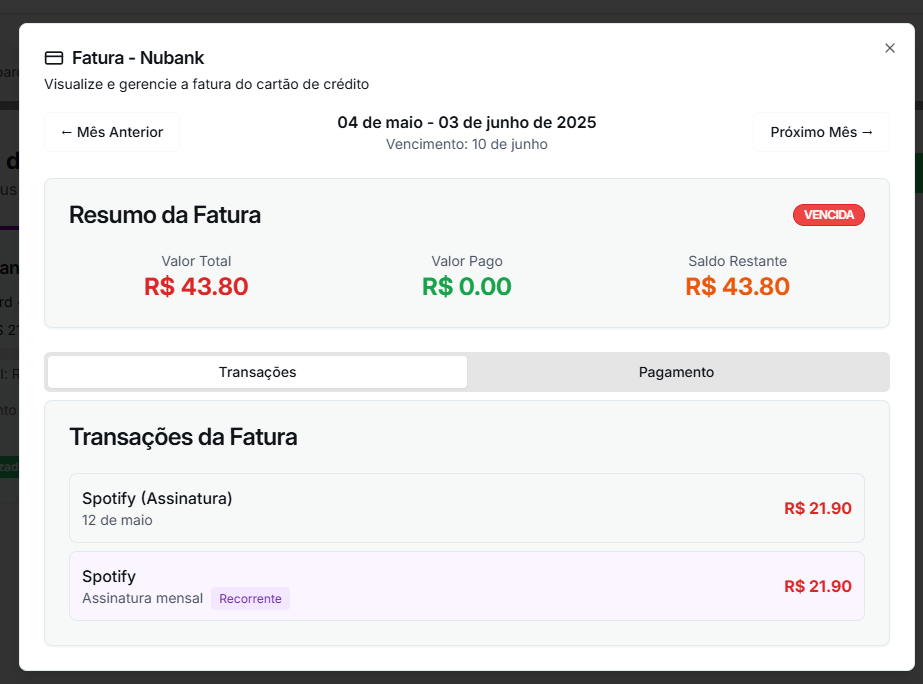 Fatura - Nubank
Visualize e gerencie a fatura do cartão de crédito
← Mês Anterior
04 de maio - 03 de junho de 2025
Vencimento: 10 de junho
Próximo Mês →
Resumo da Fatura
VENCIDA
Valor Total
R$ 43.80
Valor Pago
R$ 0.00
Saldo Restante
R$ 43.80
Transações
Pagamento
Transações da Fatura
Spotify (Assinatura)
12 de maio
R$ 21.90
Spotify
Assinatura mensal Recorrente
R$ 21.90